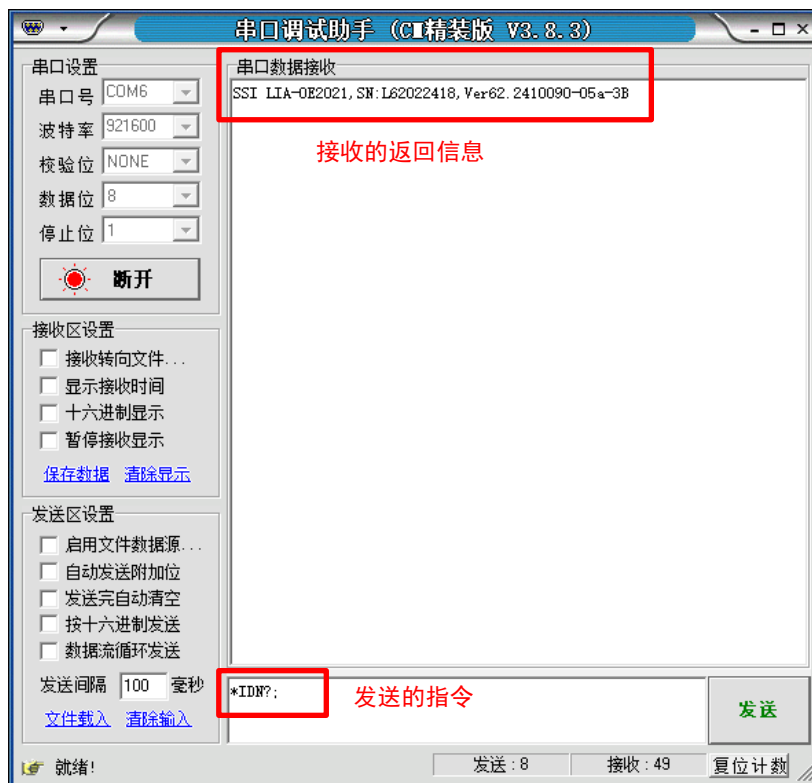 串口调试助手 (CM精装版 V3.8.3)
串口设置
串口号 COM6
波特率 921600
校验位 NONE
数据位 8
停止位 1
断开
接收区设置
接收转向文件...
显示接收时间
十六进制显示
暂停接收显示
保存数据 清除显示
发送区设置
启用文件数据源...
自动发送附加位
发送完自动清空
按十六进制发送
数据流循环发送
发送间隔 100 毫秒
文件载入 清除输入
串口数据接收
SSI LIA-OE2021,SN:L62022418,Ver62.2410090-05a-3B
接收的返回信息
*IDN?;
发送的指令
发送
就绪!
发送:8
接收:49
复位计数